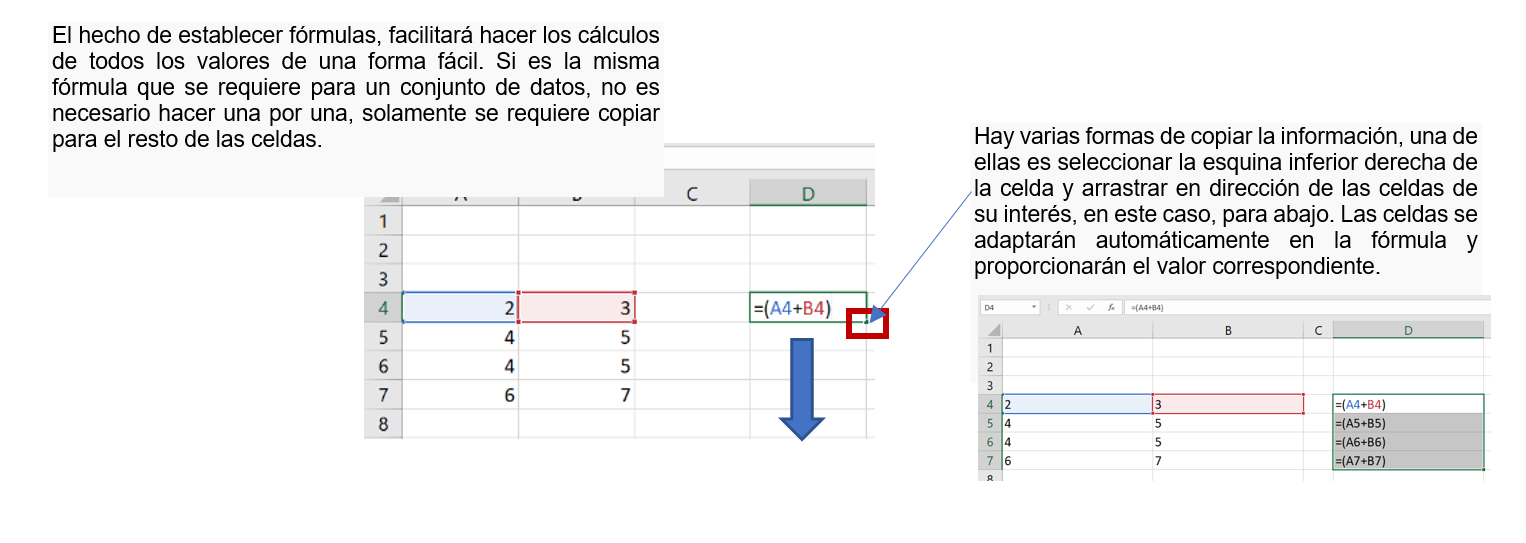 El hecho de establecer fórmulas, facilitará hacer los cálculos
de todos los valores de una forma fácil. Si es la misma
fórmula que se requiere para un conjunto de datos, no es
necesario hacer una por una, solamente se requiere copiar
para el resto de las celdas.
C D
1
2
3
4 2 3 =(A4+B4)
5 4 5
6 4 5
7 6 7
8
Hay varias formas de copiar la información, una de
ellas es seleccionar la esquina inferior derecha de
la celda y arrastrar en dirección de las celdas de
su interés, en este caso, para abajo. Las celdas se
adaptarán automáticamente en la fórmula y
proporcionarán el valor correspondiente.
D4 fx =(A4+B4)
A B C D
1
2
3
4 2 3 =(A4+B4)
5 4 5 =(A5+B5)
6 4 5 =(A6+B6)
7 6 7 =(A7+B7)
8